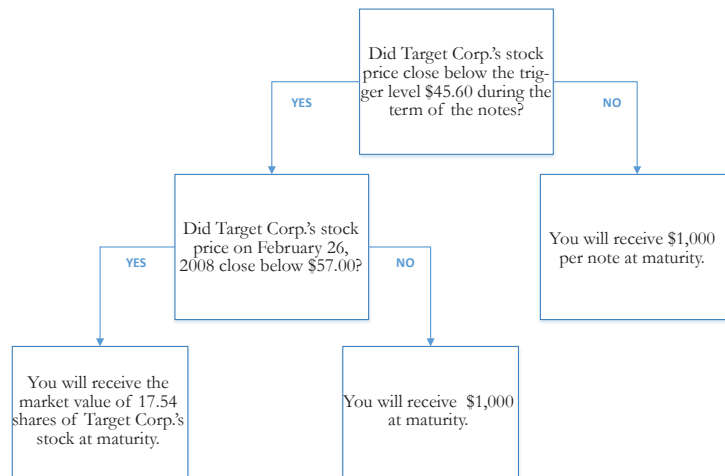 Did Target Corp.'s stock
price close below the trig-
ger level $45.60 during the
term of the notes?
YES
NO
Did Target Corp.'s stock
price on February 26,
2008 close below $57.00?
You will receive $1,000
per note at maturity.
YES
NO
You will receive the
market value of 17.54
shares of Target Corp.'s
stock at maturity.
You will receive $1,000
at maturity.